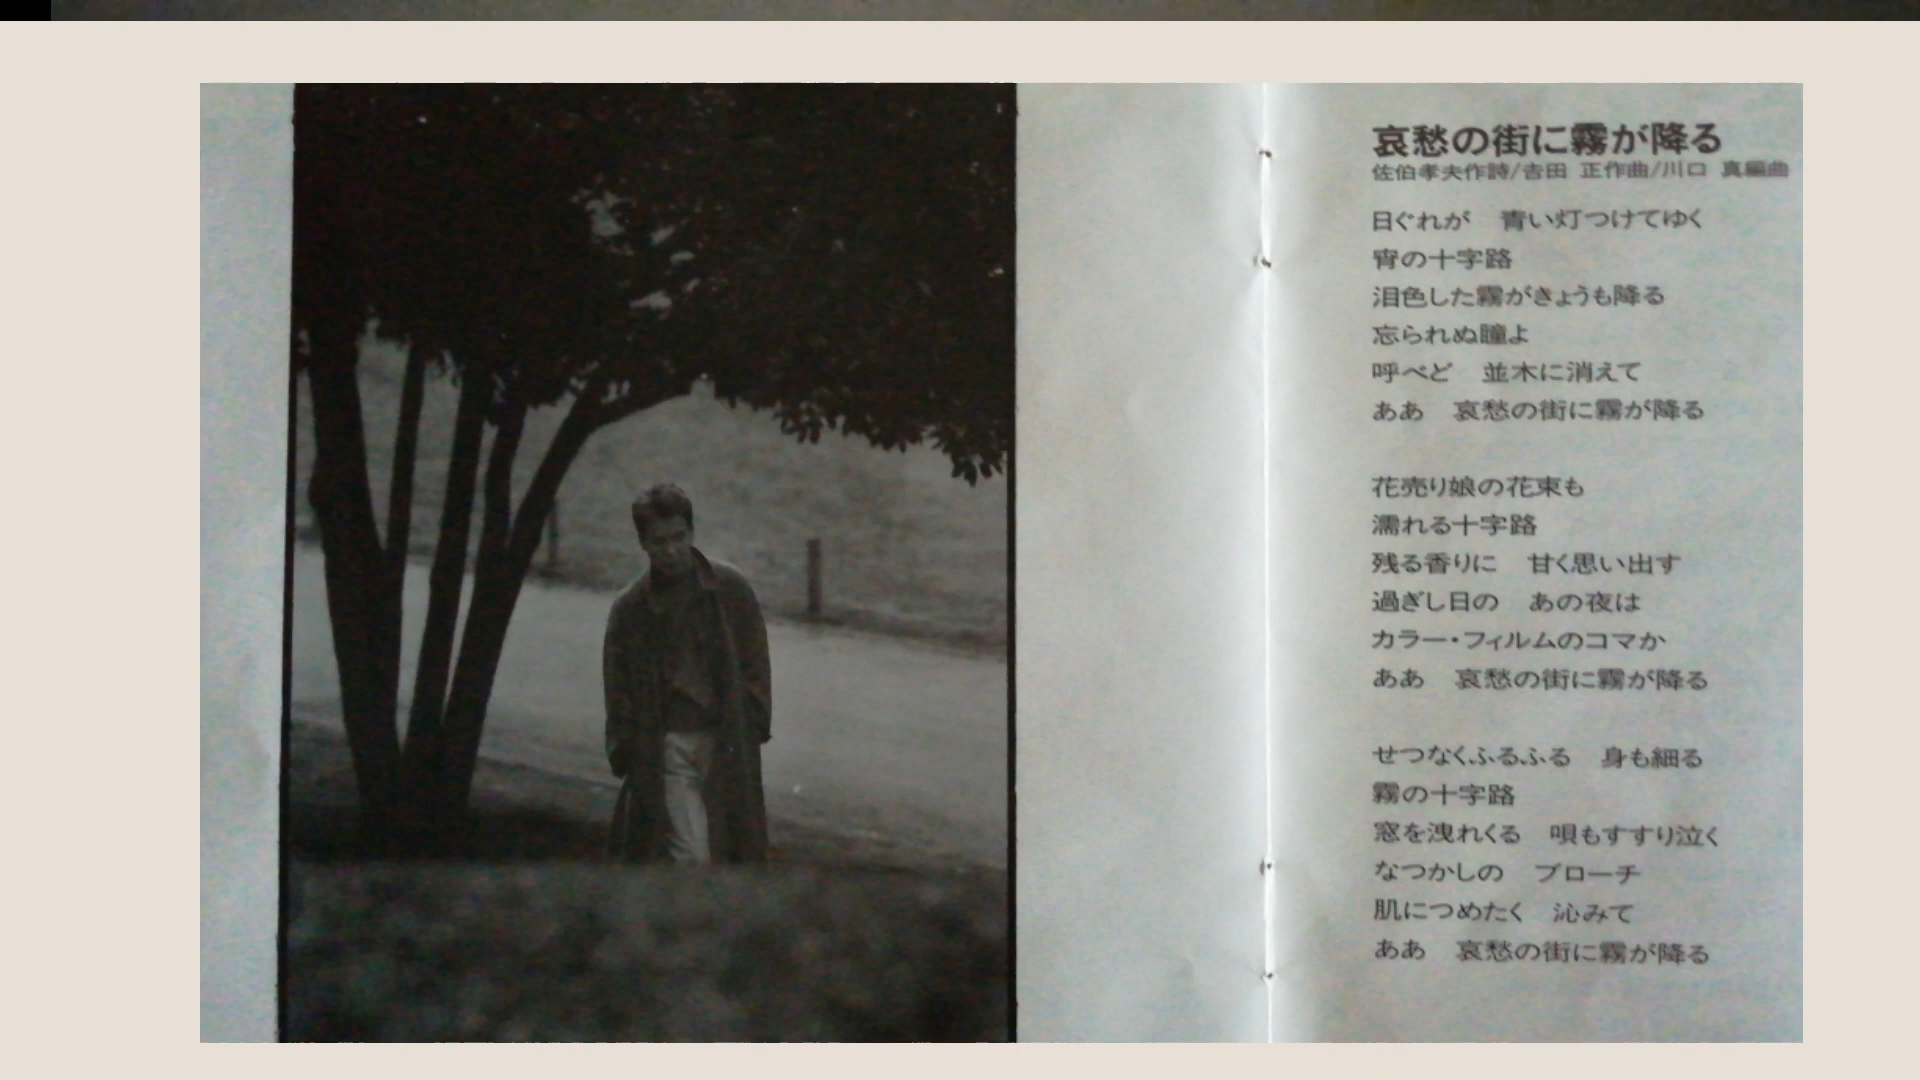 哀愁の街に霧が降る
佐伯孝夫作詩/吉田 正作曲/川口 真編曲
日ぐれが 青い灯つけてゆく
宵の十字路
泪色した霧がきょうも降る
忘られぬ瞳よ
呼べど 並木に消えて
ああ 哀愁の街に霧が降る
花売り娘の花束も
濡れる十字路
残る香りに 甘く思い出す
過ぎし日の あの夜は
カラー・フィルムのコマか
ああ 哀愁の街に霧が降る
せつなくふるふる 身も細る
霧の十字路
窓を洩れくる 唄もすすり泣く
なつかしの ブローチ
肌につめたく 沁みて
ああ 哀愁の街に霧が降る